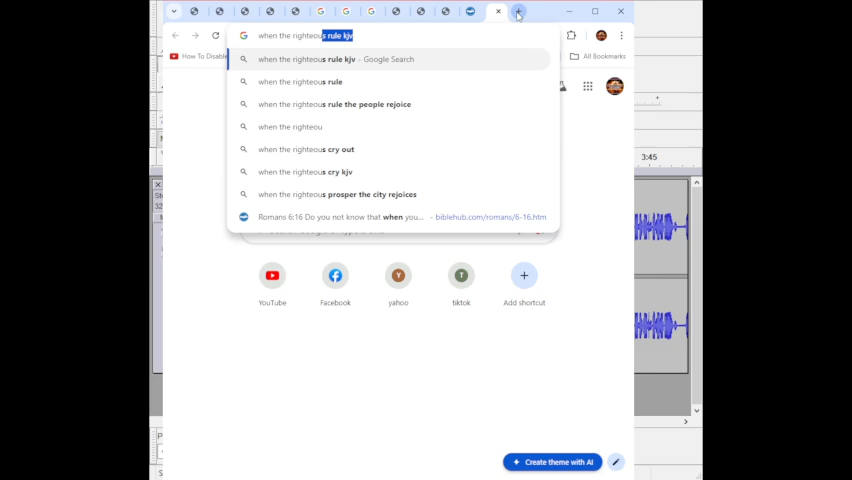 when the righteous rule kjv
3:45
How To Disable
All Bookmarks
when the righteous rule kjv - Google Search
when the righteous rule
when the righteous rule the people rejoice
when the righteou
when the righteous cry out
when the righteous cry kjv
when the righteous prosper the city rejoices
Romans 6:16 Do you not know that when you... - biblehub.com/romans/6-16.htm
YouTube
Facebook
yahoo
tiktok
Add shortcut
Create theme with AI